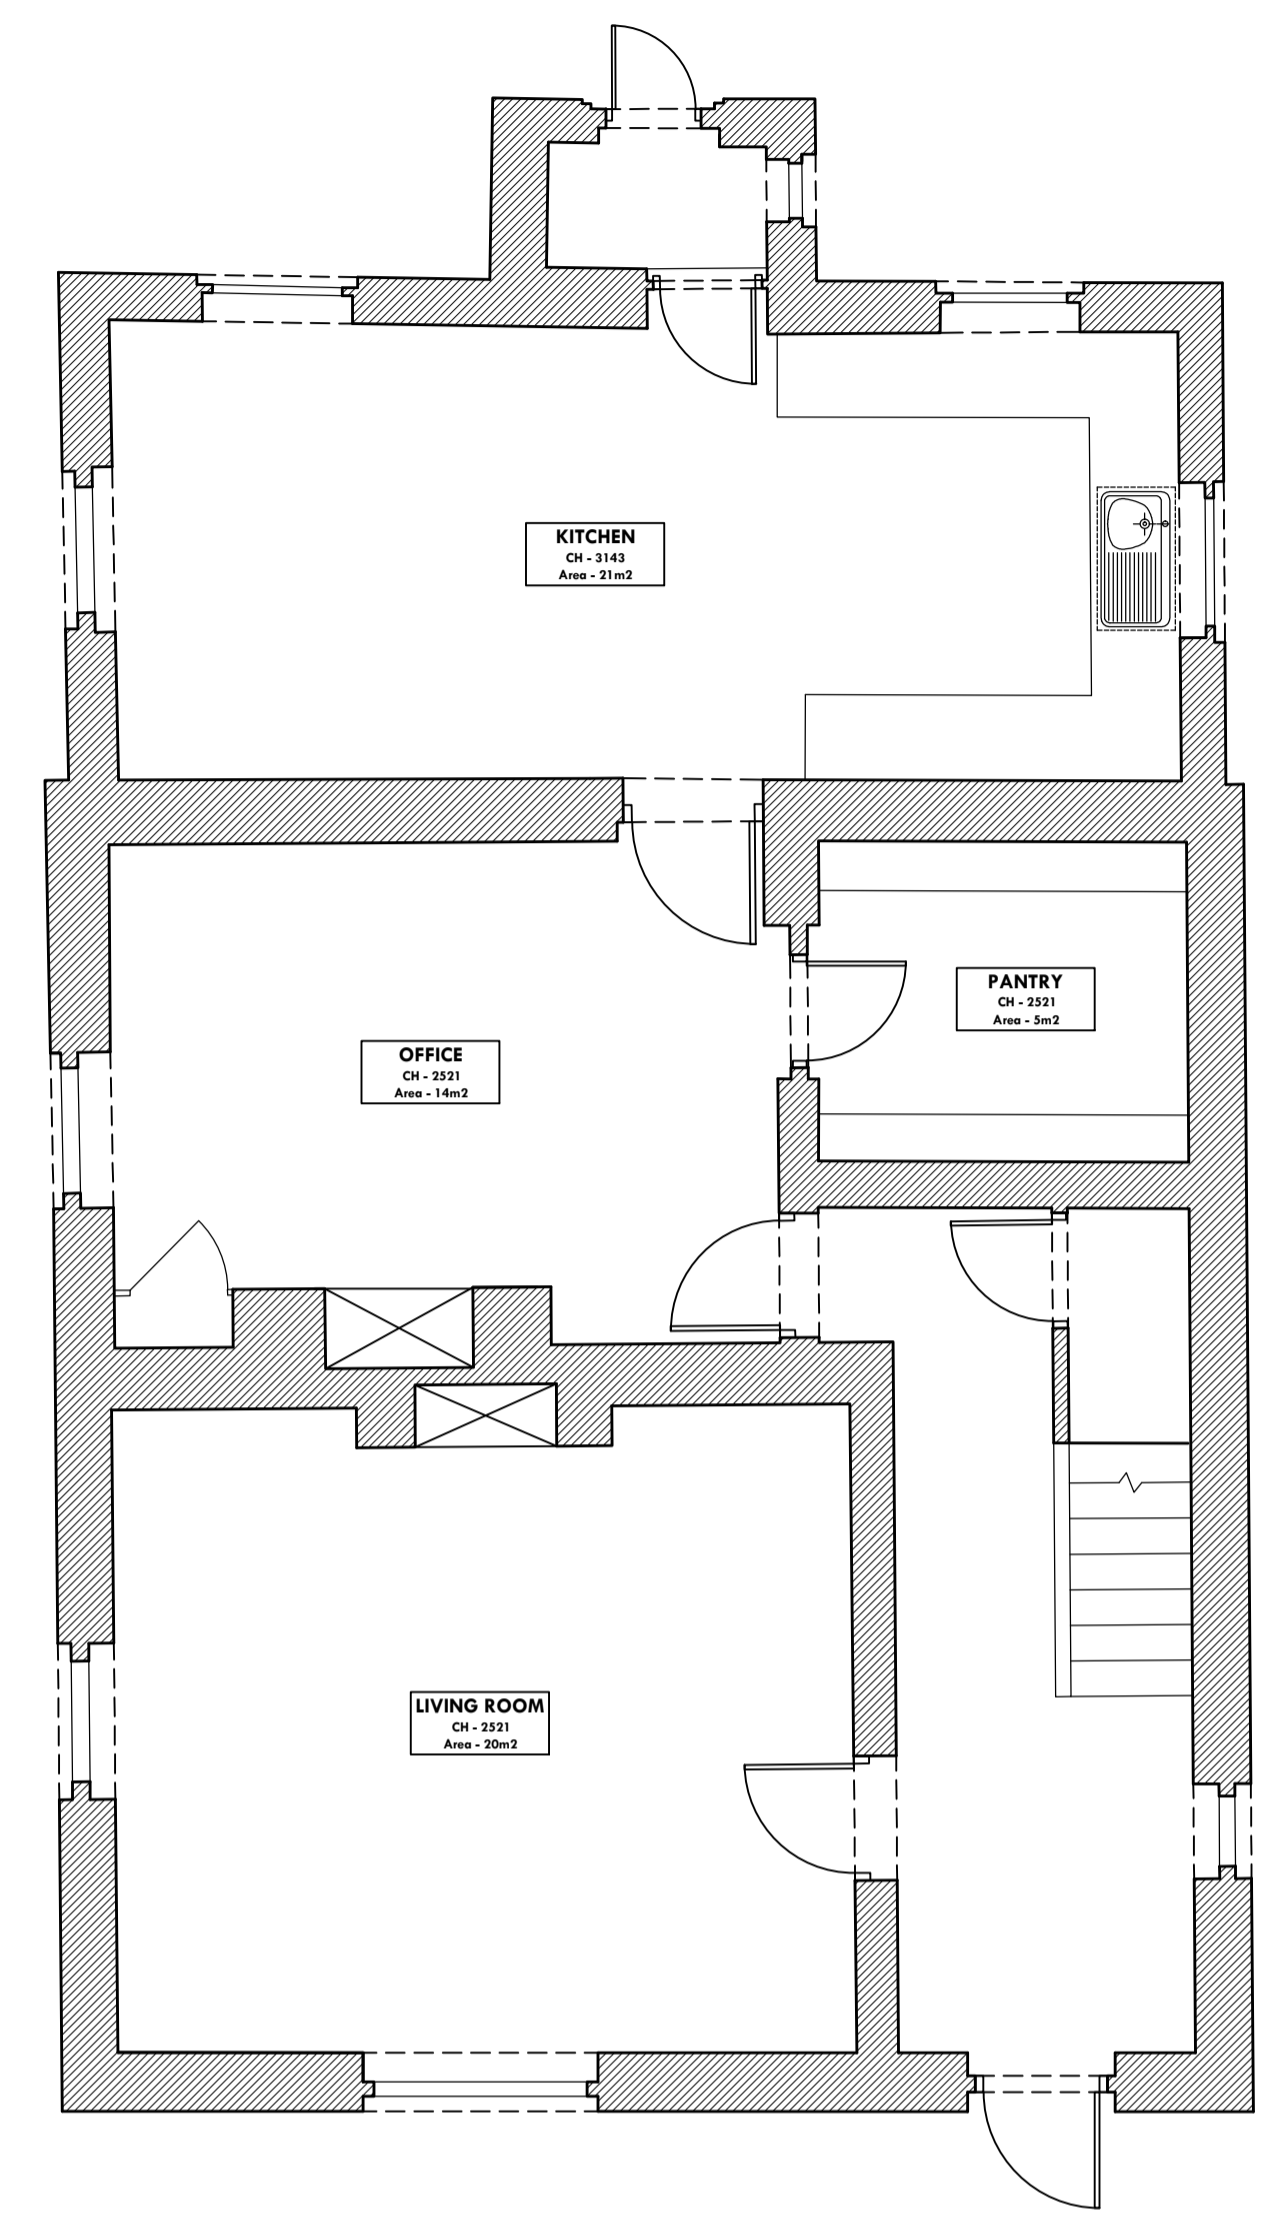 KITCHEN
CH - 3143
Area - 21m2
PANTRY
CH - 2521
Area - 5m2
OFFICE
CH - 2521
Area - 14m2
LIVING ROOM
CH - 2521
Area - 20m2